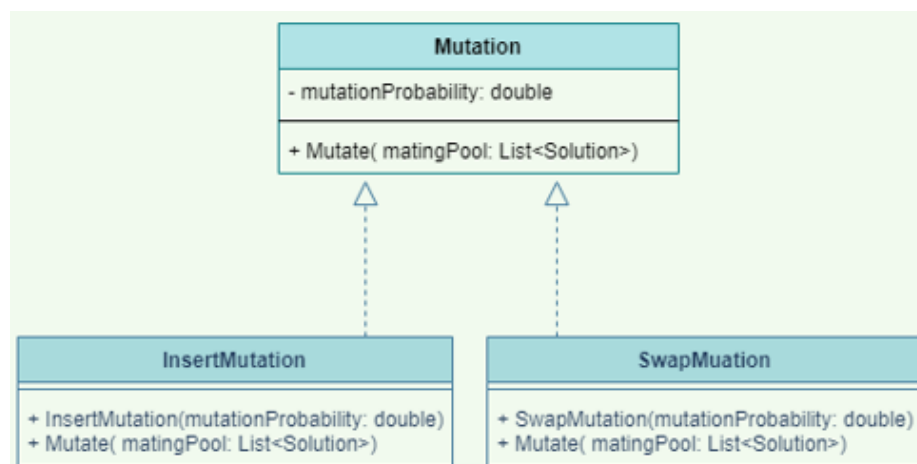 Mutation
- mutationProbability: double
+ Mutate( matingPool: List<Solution>)
InsertMutation
+ InsertMutation(mutationProbability: double)
+ Mutate( matingPool: List<Solution>)
SwapMuation
+ SwapMutation(mutationProbability: double)
+ Mutate( matingPool: List<Solution>)